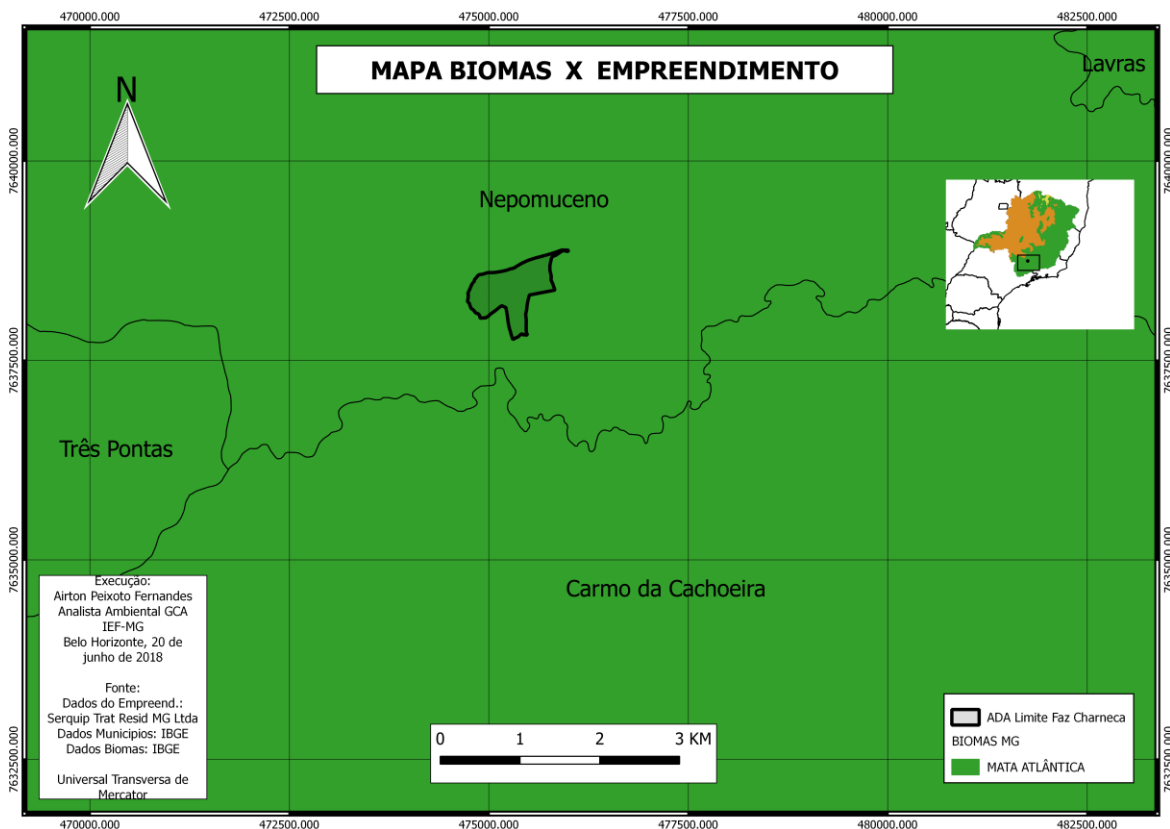 470000.000 472500.000 475000.000 477500.000 480000.000 482500.000
MAPA BIOMAS X EMPREENDIMENTO
Lavras
N
7640000.000 7640000.000
Nepomuceno
7637500.000 7637500.000
Três Pontas
7635000.000 7635000.000
Carmo da Cachoeira
Execução:
Airton Peixoto Fernandes
Analista Ambiental GCA
IEF-MG
Belo Horizonte, 20 de
junho de 2018
Fonte:
Dados do Empreend.:
Serquip Trat Resid MG Ltda
Dados Municipios: IBGE
Dados Biomas: IBGE
Universal Transversa de
Mercator
0 1 2 3 KM
ADA Limite Faz Charneca
BIOMAS MG
MATA ATLÂNTICA
7632500.000 7632500.000
470000.000 472500.000 475000.000 477500.000 480000.000 482500.000